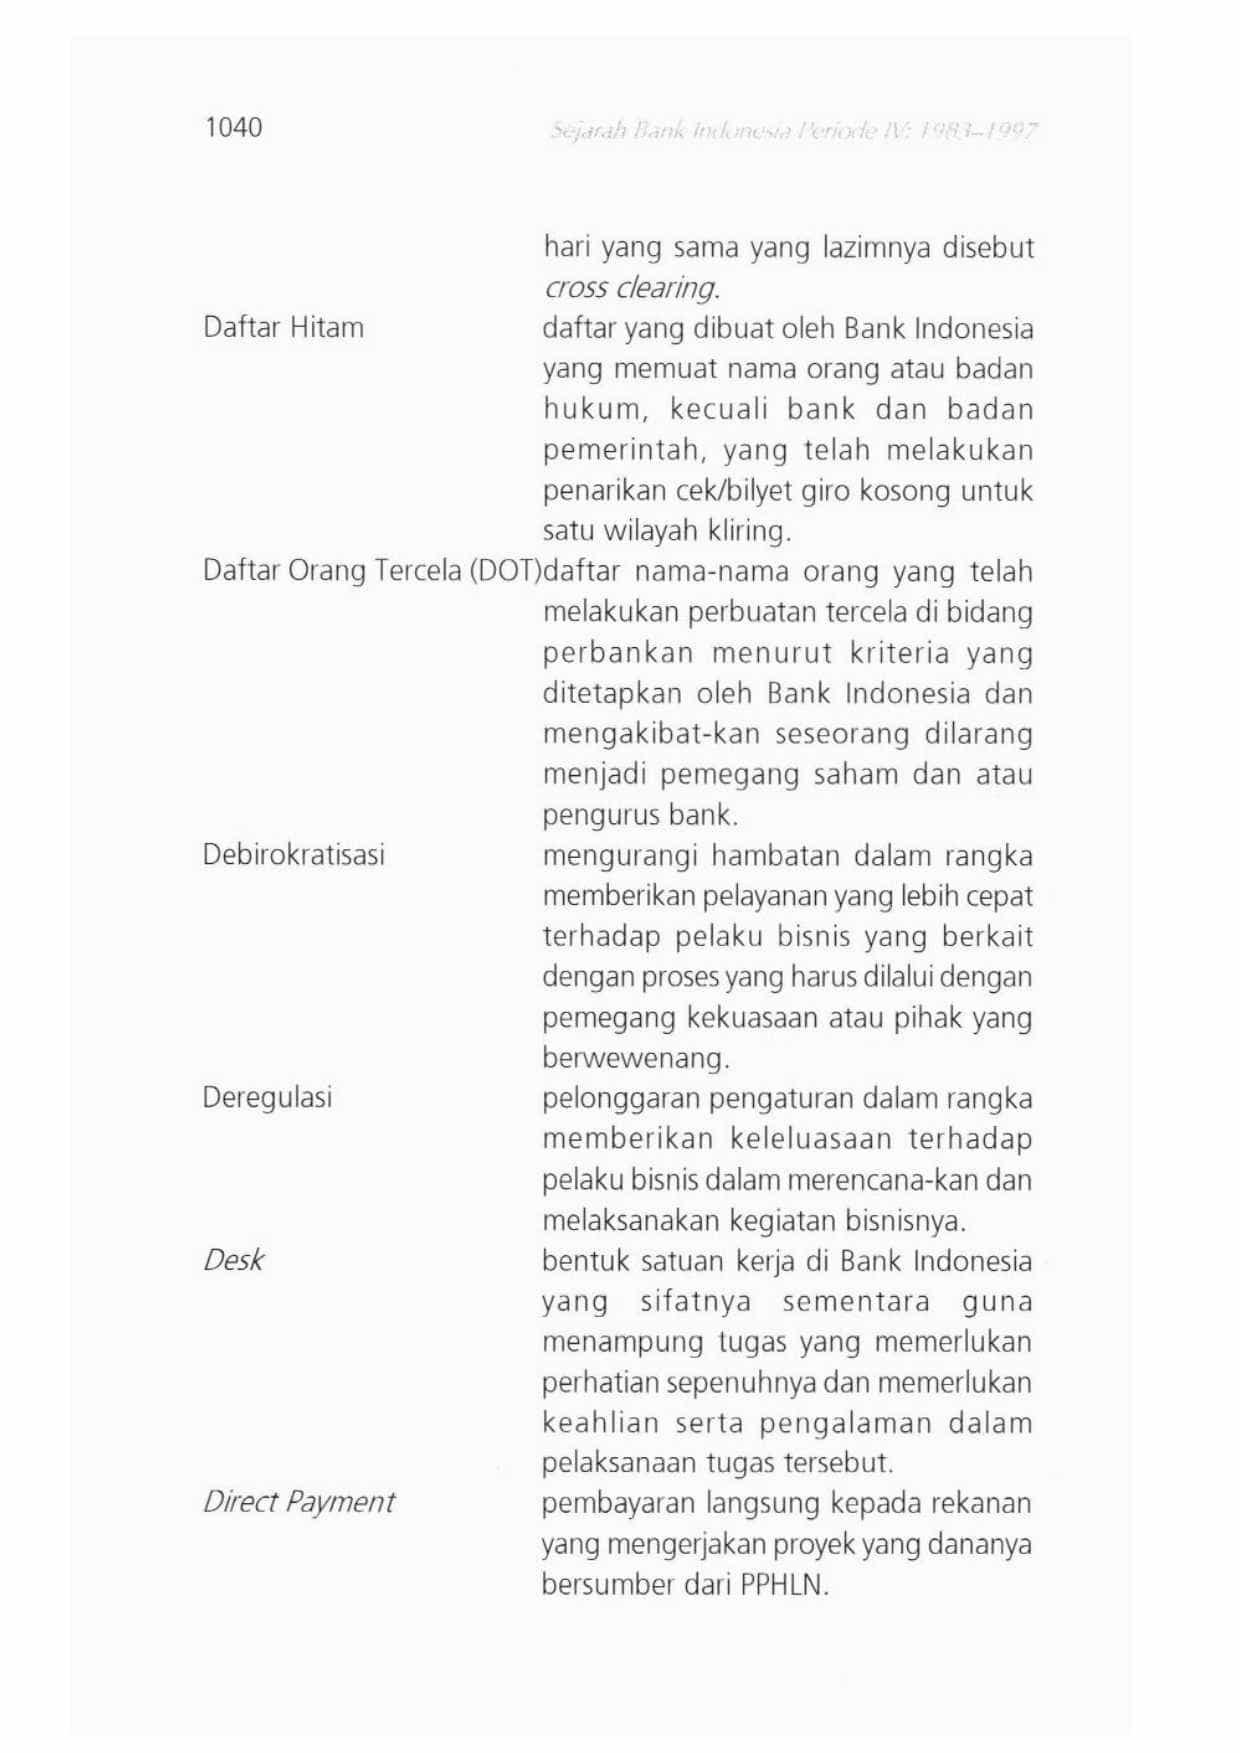 1040 Sejarah Bank Indonesia Periode IV: 1983–1997
hari yang sama yang lazimnya disebut
cross clearing.
Daftar Hitam daftar yang dibuat oleh Bank Indonesia
yang memuat nama orang atau badan
hukum, kecuali bank dan badan
pemerintah, yang telah melakukan
penarikan cek/bilyet giro kosong untuk
satu wilayah kliring.
Daftar Orang Tercela (DOT)daftar nama-nama orang yang telah
melakukan perbuatan tercela di bidang
perbankan menurut kriteria yang
ditetapkan oleh Bank Indonesia dan
mengakibat-kan seseorang dilarang
menjadi pemegang saham dan atau
pengurus bank.
Debirokratisasi mengurangi hambatan dalam rangka
memberikan pelayanan yang lebih cepat
terhadap pelaku bisnis yang berkait
dengan proses yang harus dilalui dengan
pemegang kekuasaan atau pihak yang
berwewenang.
Deregulasi pelonggaran pengaturan dalam rangka
memberikan keleluasaan terhadap
pelaku bisnis dalam merencana-kan dan
melaksanakan kegiatan bisnisnya.
Desk bentuk satuan kerja di Bank Indonesia
yang sifatnya sementara guna
menampung tugas yang memerlukan
perhatian sepenuhnya dan memerlukan
keahlian serta pengalaman dalam
pelaksanaan tugas tersebut.
Direct Payment pembayaran langsung kepada rekanan
yang mengerjakan proyek yang dananya
bersumber dari PPHLN.